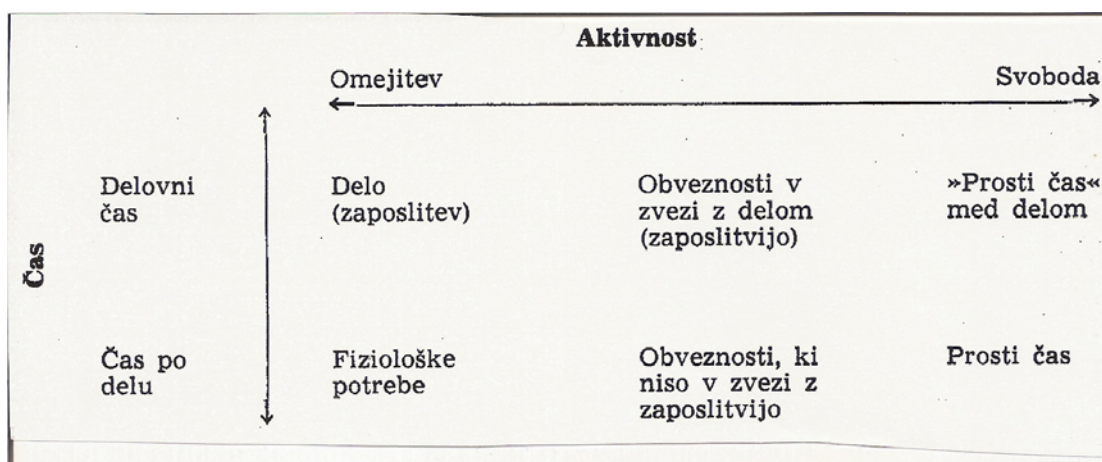 Aktivnost
Omejitev
Svoboda
Čas
Delovni
čas
Delo
(zaposlitev)
Obveznosti v
zvezi z delom
(zaposlitvijo)
»Prosti čas«
med delom
Čas po
delu
Fiziološke
potrebe
Obveznosti, ki
niso v zvezi z
zaposlitvijo
Prosti čas